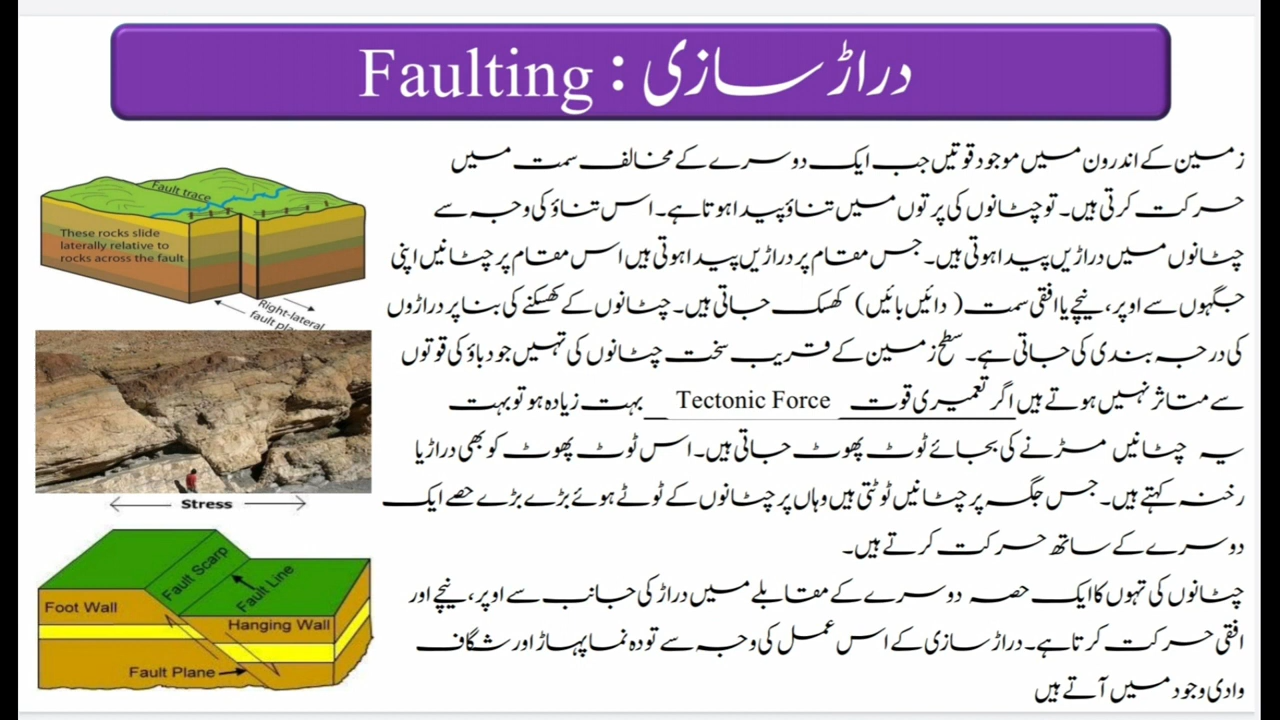 دراڑ سازی : Faulting
زمین کے اندرون میں موجود قوتیں جب ایک دوسرے کے مخالف سمت میں
حرکت کرتی ہیں۔ تو چٹانوں کی پرتوں میں تناؤ پیدا ہوتا ہے۔ اس تناؤ کی وجہ سے
چٹانوں میں دراڑیں پیدا ہوتی ہیں۔ جس مقام پر دراڑیں پیدا ہوتی ہیں اس مقام پر چٹانیں اپنی
جگہوں سے اوپر، نیچے یا افقی سمت ( دائیں بائیں) کھسک جاتی ہیں۔ چٹانوں کے کھسکنے کی بنا پر دراڑوں
کی درجہ بندی کی جاتی ہے۔ سطح زمین کے قریب سخت چٹانوں کی تہیں جو دباؤ کی قوتوں
سے متاثر نہیں ہوتے ہیں اگر تعمیری قوت Tectonic Force بہت زیادہ ہو تو بہت
یہ چٹانیں مڑنے کی بجائے ٹوٹ پھوٹ جاتی ہیں۔ اس ٹوٹ پھوٹ کو بھی دراڑ یا
رخنہ کہتے ہیں۔ جس جگہ پر چٹانیں ٹوٹتی ہیں وہاں پر چٹانوں کے ٹوٹے ہوئے بڑے بڑے حصے ایک
دوسرے کے ساتھ حرکت کرتے ہیں۔
چٹانوں کی تہوں کا ایک حصہ دوسرے کے مقابلے میں دراڑ کی جانب سے اوپر، نیچے اور
افقی حرکت کرتا ہے۔ دراڑ سازی کے اس عمل کی وجہ سے تودہ نما پہاڑ اور شگاف
وادی وجود میں آتے ہیں
Fault trace
These rocks slide
laterally relative to
rocks across the fault
Right-lateral
fault
Stress
Fault Scarp
Fault Line
Foot Wall
Hanging Wall
Fault Plane